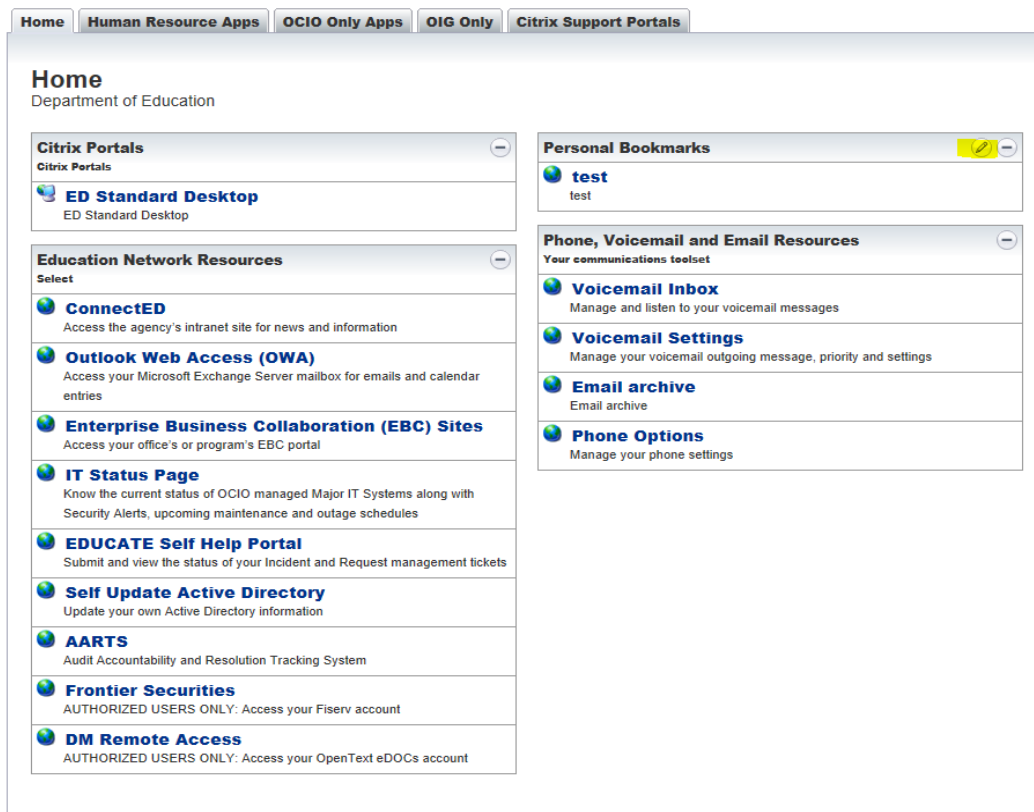 Home
Human Resource Apps
OCIO Only Apps
OIG Only
Citrix Support Portals
Home
Department of Education
Citrix Portals
Citrix Portals
ED Standard Desktop
ED Standard Desktop
Education Network Resources
Select
ConnectED
Access the agency's intranet site for news and information
Outlook Web Access (OWA)
Access your Microsoft Exchange Server mailbox for emails and calendar
entries
Enterprise Business Collaboration (EBC) Sites
Access your office's or program's EBC portal
IT Status Page
Know the current status of OCIO managed Major IT Systems along with
Security Alerts, upcoming maintenance and outage schedules
EDUCATE Self Help Portal
Submit and view the status of your Incident and Request management tickets
Self Update Active Directory
Update your own Active Directory information
AARTS
Audit Accountability and Resolution Tracking System
Frontier Securities
AUTHORIZED USERS ONLY: Access your Fiserv account
DM Remote Access
AUTHORIZED USERS ONLY: Access your OpenText eDOCs account
Personal Bookmarks
test
test
Phone, Voicemail and Email Resources
Your communications toolset
Voicemail Inbox
Manage and listen to your voicemail messages
Voicemail Settings
Manage your voicemail outgoing message, priority and settings
Email archive
Email archive
Phone Options
Manage your phone settings